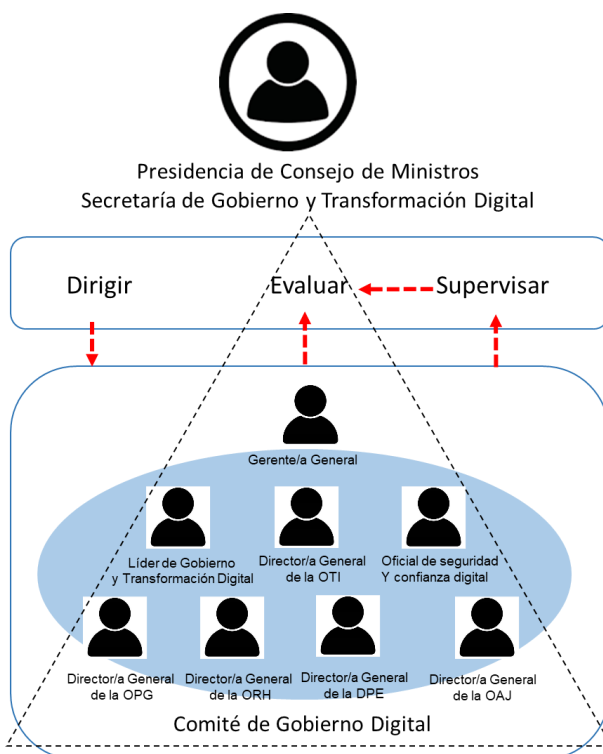 Presidencia de Consejo de Ministros
Secretaría de Gobierno y Transformación Digital
Dirigir
Evaluar
Supervisar
Gerente/a General
Líder de Gobierno
y Transformación Digital
Director/a General
de la OTI
Oficial de seguridad
Y confianza digital
Director/a General
de la OPG
Director/a General
de la ORH
Director/a General
de la DPE
Director/a General
de la OAJ
Comité de Gobierno Digital